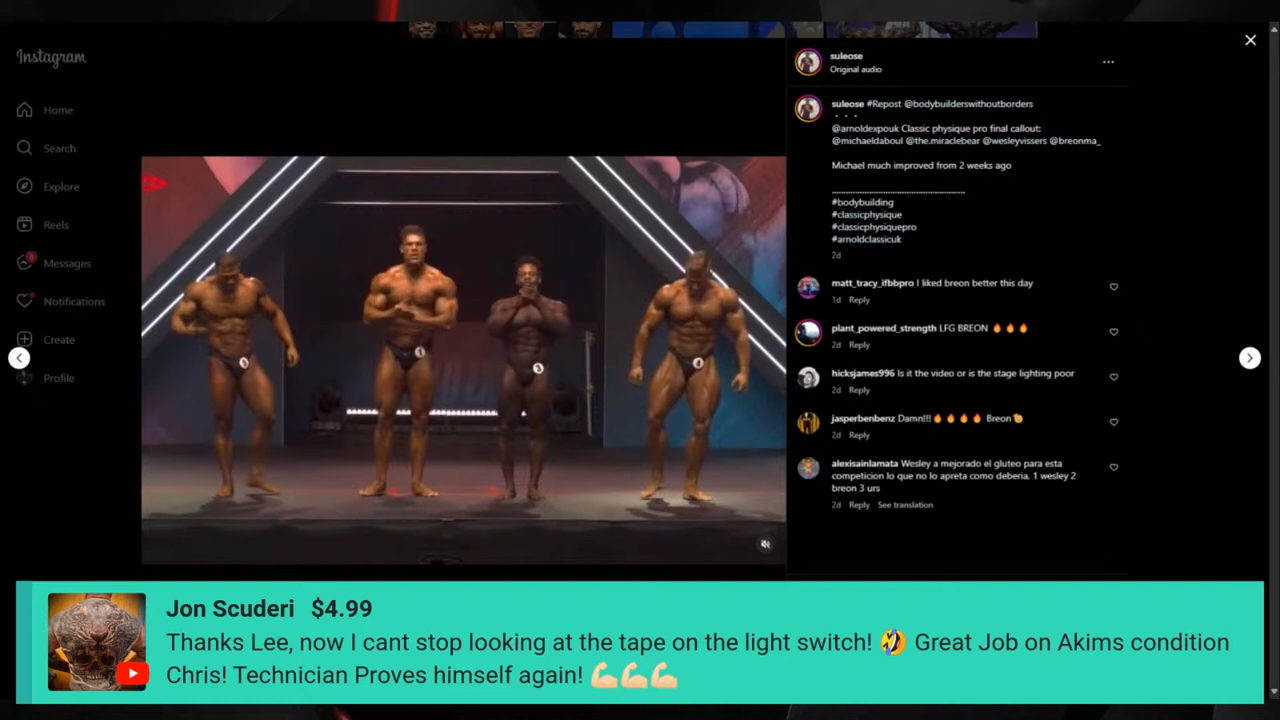 Instagram
Home
Search
Explore
Reels
Messages
Notifications
Create
Profile
suleose
Original audio
suleose #Repost @bodybuilderswithoutborders
• • •
@arnoldexpouk Classic physique pro final callout:
@michaeldaboul @the.miraclebear @wesleyvissers @breonma_
Michael much improved from 2 weeks ago
#bodybuilding
#classicphysique
#classicphysiquepro
#arnoldclassicuk
2d
matt_tracy_ifbbpro I liked breon better this day
1d Reply
plant_powered_strength LFG BREON 🔥🔥🔥
2d Reply
hicksjames996 Is it the video or is the stage lighting poor
2d Reply
jasperbenbenz Damn!!!🔥🔥🔥🔥 Breon👏
2d Reply
alexisainlamata Wesley a mejorado el gluteo para esta
competicion lo que no lo apreta como deberia, 1 wesley 2
breon 3 urs
2d Reply See translation
Jon Scuderi $4.99
Thanks Lee, now I cant stop looking at the tape on the light switch! 🤣 Great Job on Akims condition
Chris! Technician Proves himself again! 💪🏻💪🏻💪🏻